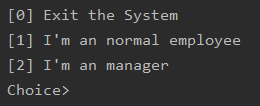 [0] Exit the System
[1] I'm an normal employee
[2] I'm an manager
Choice>